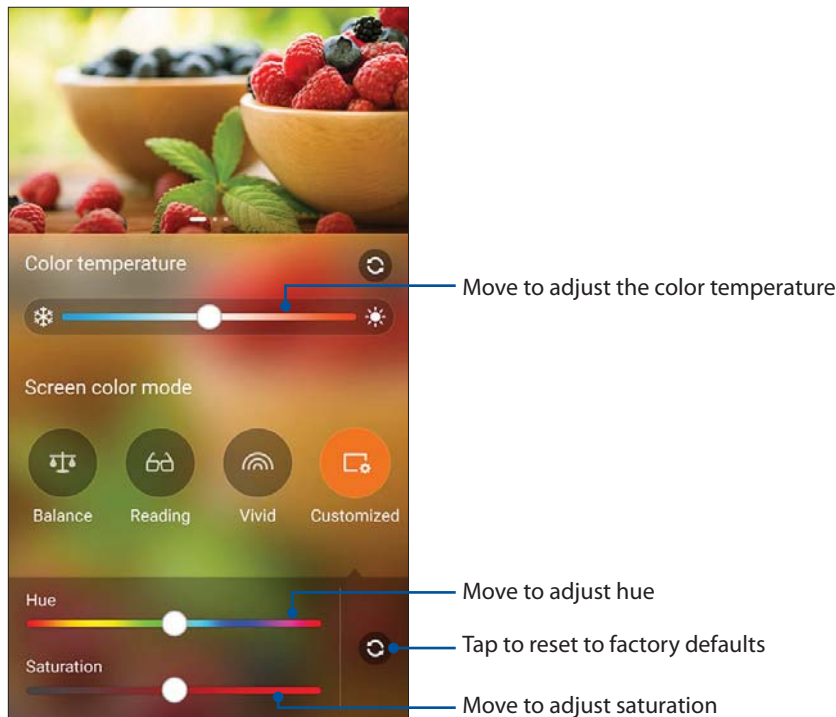 Color temperature
Move to adjust the color temperature
Screen color mode
Balance Reading Vivid Customized
Hue
Move to adjust hue
Tap to reset to factory defaults
Saturation
Move to adjust saturation